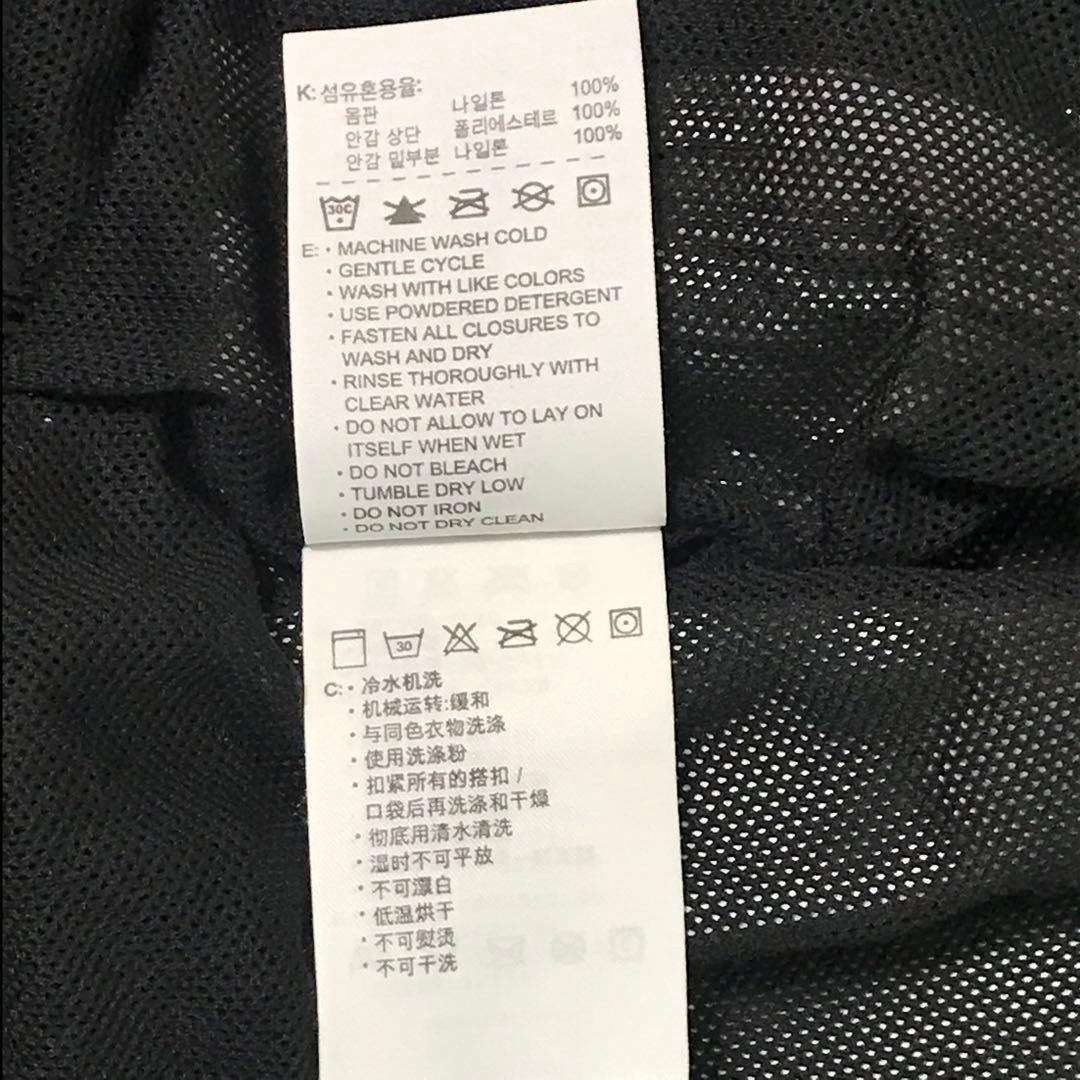 K: 섬유혼용율:
몸판 나일론 100%
안감 상단 폴리에스테르 100%
안감 밑부분 나일론 100%
30C
E: • MACHINE WASH COLD
• GENTLE CYCLE
• WASH WITH LIKE COLORS
• USE POWDERED DETERGENT
• FASTEN ALL CLOSURES TO
WASH AND DRY
• RINSE THOROUGHLY WITH
CLEAR WATER
• DO NOT ALLOW TO LAY ON
ITSELF WHEN WET
• DO NOT BLEACH
• TUMBLE DRY LOW
• DO NOT IRON
• DO NOT DRY CLEAN
30
C: • 冷水机洗
• 机械运转:缓和
• 与同色衣物洗涤
• 使用洗涤粉
• 扣紧所有的搭扣 /
口袋后再洗涤和干燥
• 彻底用清水清洗
• 湿时不可平放
• 不可漂白
• 低温烘干
• 不可熨烫
• 不可干洗